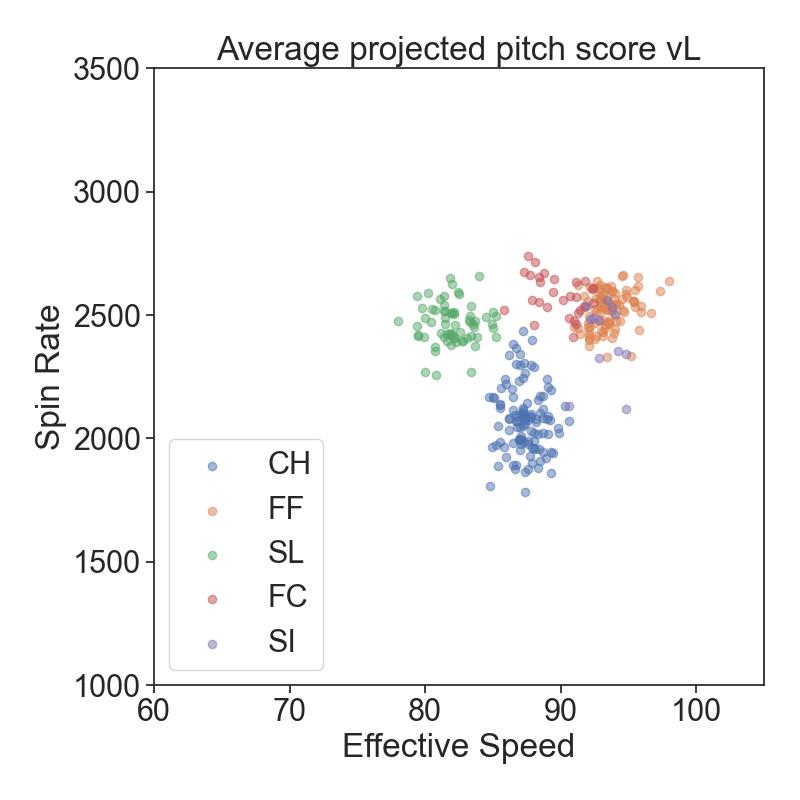 Average projected pitch score vL
3500
3000
2500
2000
1500
1000
Spin Rate
CH
FF
SL
FC
SI
60 70 80 90 100
Effective Speed